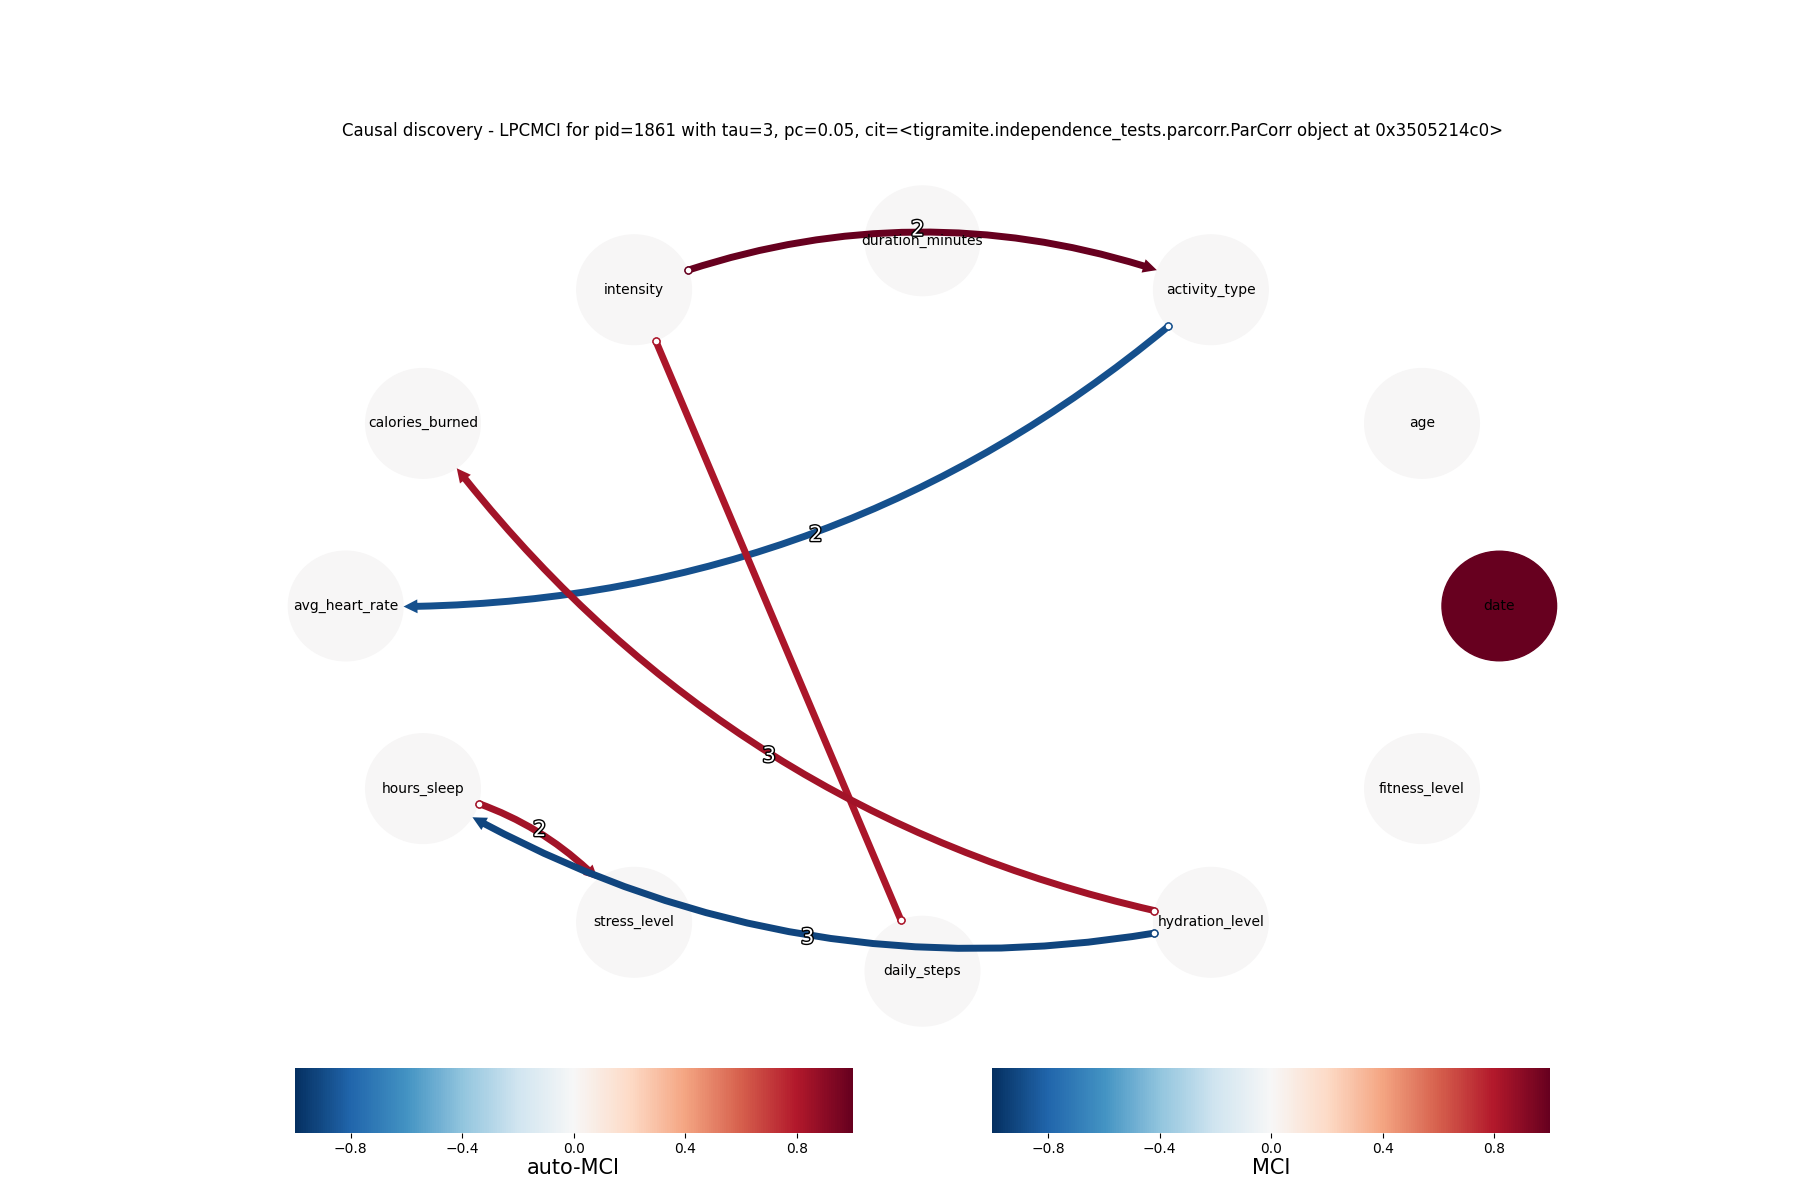 Causal discovery - LPCMCI for pid=1861 with tau=3, pc=0.05, cit=<tigramite.independence_tests.parcorr.ParCorr object at 0x3505214c0>
2
duration_minutes
intensity
activity_type
calories_burned
age
2
avg_heart_rate
date
3
hours_sleep
fitness_level
2
stress_level
hydration_level
3
daily_steps
−0.8 −0.4 0.0 0.4 0.8
auto-MCI
−0.8 −0.4 0.0 0.4 0.8
MCI